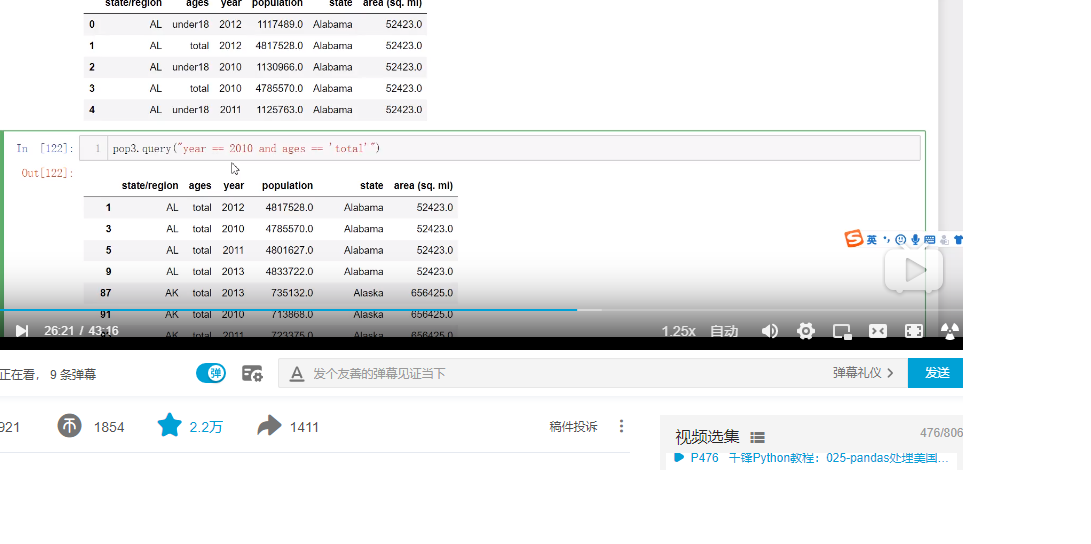 state/region ages year population state area (sq. mi)
0 AL under18 2012 1117489.0 Alabama 52423.0
1 AL total 2012 4817528.0 Alabama 52423.0
2 AL under18 2010 1130966.0 Alabama 52423.0
3 AL total 2010 4785570.0 Alabama 52423.0
4 AL under18 2011 1125763.0 Alabama 52423.0
In [122]: 1 pop3.query("year == 2010 and ages == 'total'")
Out[122]:
state/region ages year population state area (sq. mi)
1 AL total 2012 4817528.0 Alabama 52423.0
3 AL total 2010 4785570.0 Alabama 52423.0
5 AL total 2011 4801627.0 Alabama 52423.0
英
9 AL total 2013 4833722.0 Alabama 52423.0
87 AK total 2013 735132.0 Alaska 656425.0
91 AK total 2010 713868.0 Alaska 656425.0
AK total 2011 723375.0 Alaska 656425.0
26:21 / 43:16 1.25x 自动
正在看， 9 条弹幕 弹 A 发个友善的弹幕见证当下 弹幕礼仪 > 发送
921 1854 2.2万 1411 稿件投诉
视频选集 476/806
P476 千锋Python教程：025-pandas处理美国...